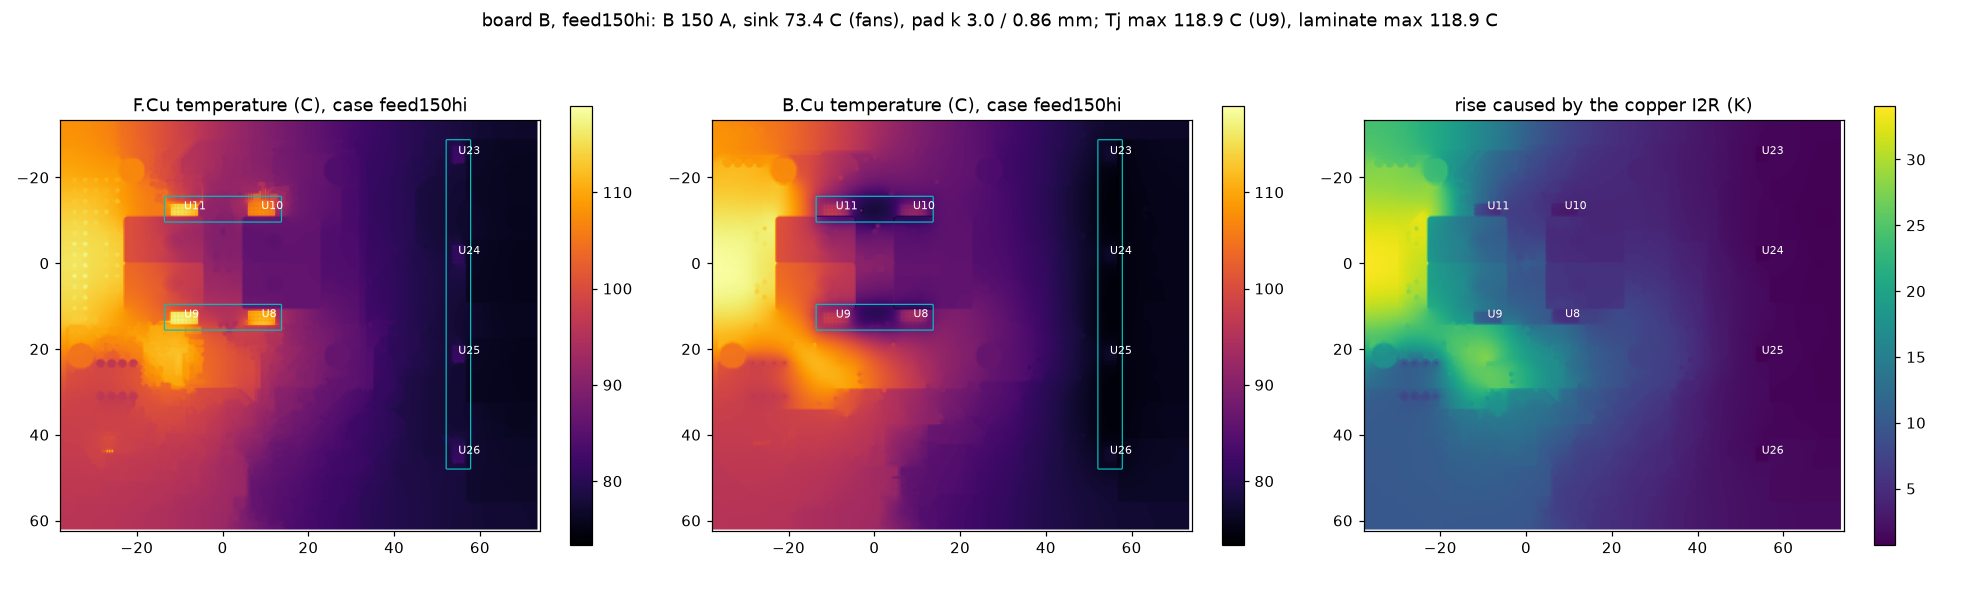 board B, feed150hi: B 150 A, sink 73.4 C (fans), pad k 3.0 / 0.86 mm; Tj max 118.9 C (U9), laminate max 118.9 C
F.Cu temperature (C), case feed150hi
−20
0
20
40
60
−20
0
20
40
60
U23
U11
U10
U24
U9
U8
U25
U26
110
100
90
80
B.Cu temperature (C), case feed150hi
−20
0
20
40
60
−20
0
20
40
60
U23
U11
U10
U24
U9
U8
U25
U26
110
100
90
80
rise caused by the copper I2R (K)
−20
0
20
40
60
−20
0
20
40
60
U23
U11
U10
U24
U9
U8
U25
U26
30
25
20
15
10
5